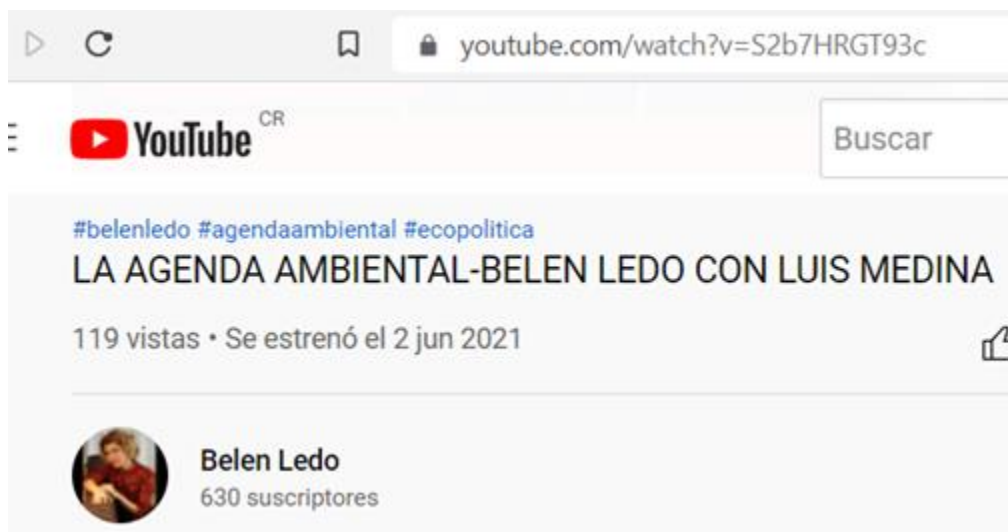 youtube.com/watch?v=S2b7HRGT93c
YouTube CR
Buscar
#belenledo #agendaambiental #ecopolitica
LA AGENDA AMBIENTAL-BELEN LEDO CON LUIS MEDINA
119 vistas • Se estrenó el 2 jun 2021
Belen Ledo
630 suscriptores